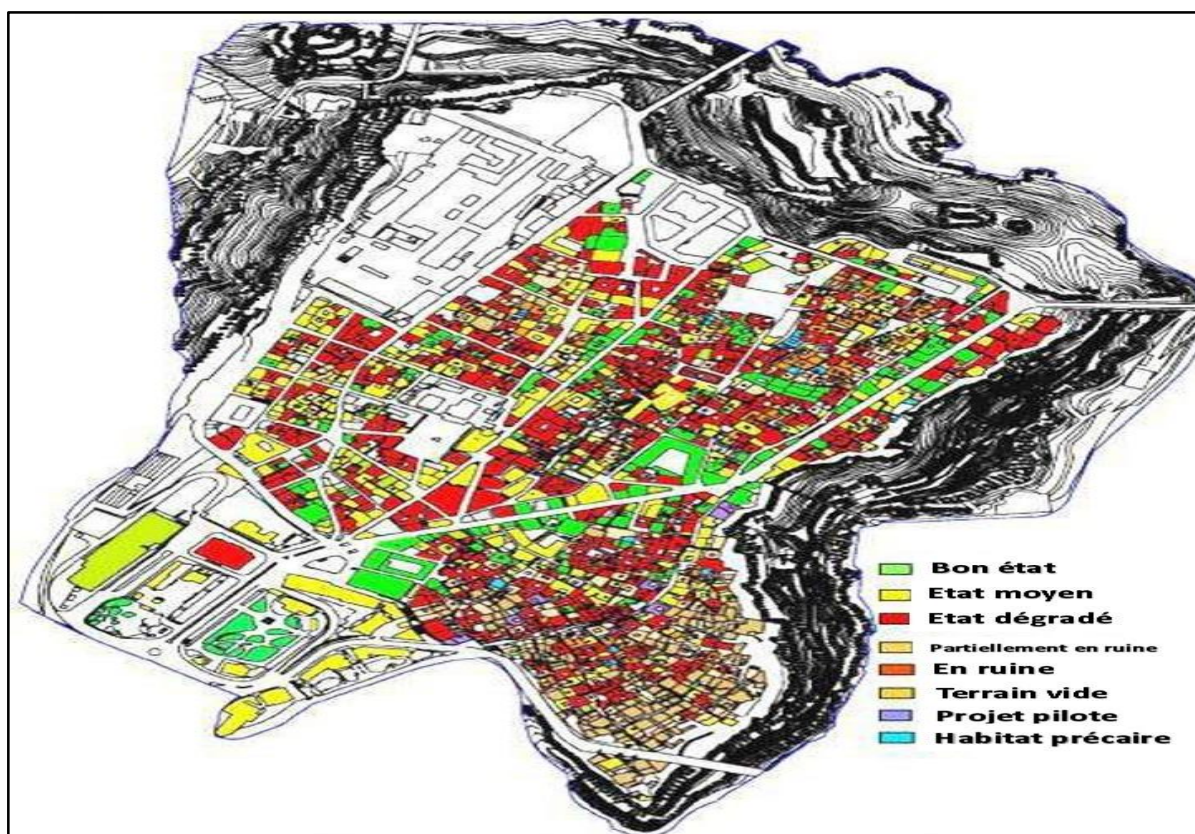 Bon état
Etat moyen
Etat dégradé
Partiellement en ruine
En ruine
Terrain vide
Projet pilote
Habitat précaire